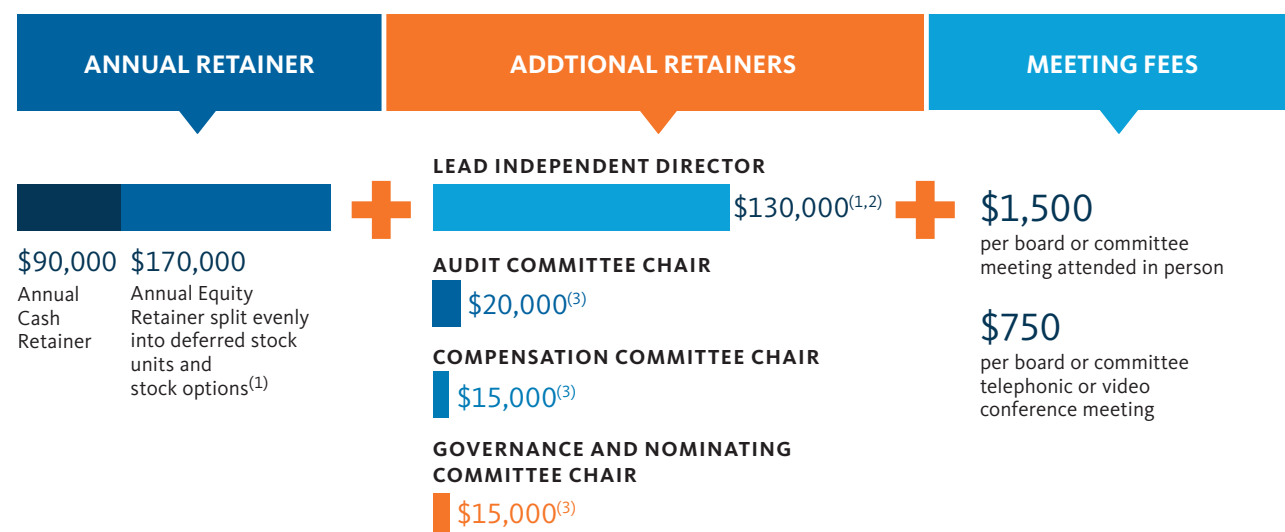 ANNUAL RETAINER
ADDTIONAL RETAINERS
MEETING FEES
$90,000
Annual
Cash
Retainer
$170,000
Annual Equity
Retainer split evenly
into deferred stock
units and
stock options(1)
LEAD INDEPENDENT DIRECTOR
$130,000(1,2)
AUDIT COMMITTEE CHAIR
$20,000(3)
COMPENSATION COMMITTEE CHAIR
$15,000(3)
GOVERNANCE AND NOMINATING
COMMITTEE CHAIR
$15,000(3)
$1,500
per board or committee
meeting attended in person
$750
per board or committee
telephonic or video
conference meeting